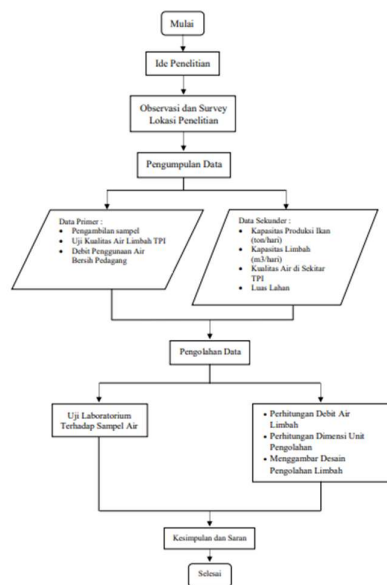 Mulai
Ide Penelitian
Observasi dan Survey
Lokasi Penelitian
Pengumpulan Data
Data Primer :
• Pengambilan sampel
• Uji Kualitas Air Limbah TPI
• Debit Penggunaan Air
Bersih Pedagang
Data Sekunder :
• Kapasitas Produksi Ikan
(ton/hari)
• Kapasitas Limbah
(m3/hari)
• Kualitas Air di Sekitar
TPI
• Luas Lahan
Pengolahan Data
Uji Laboratorium
Terhadap Sampel Air
• Perhitungan Debit Air
Limbah
• Perhitungan Dimensi Unit
Pengolahan
• Menggambar Desain
Pengolahan Limbah
Kesimpulan dan Saran
Selesai